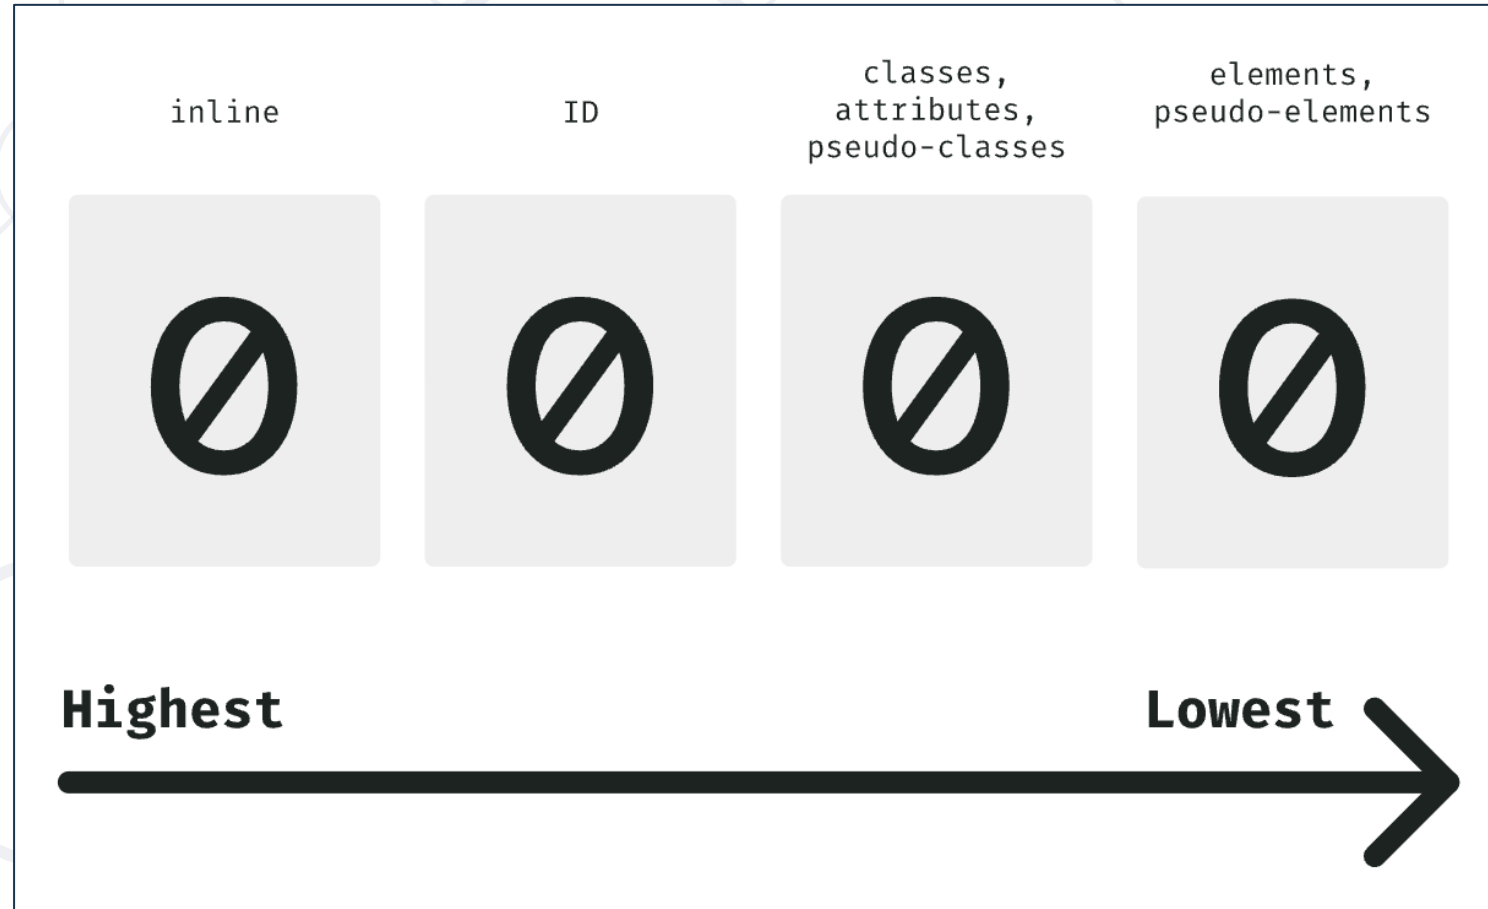 inline
ID
classes,
attributes,
pseudo-classes
elements,
pseudo-elements
0
0
0
0
Highest
Lowest